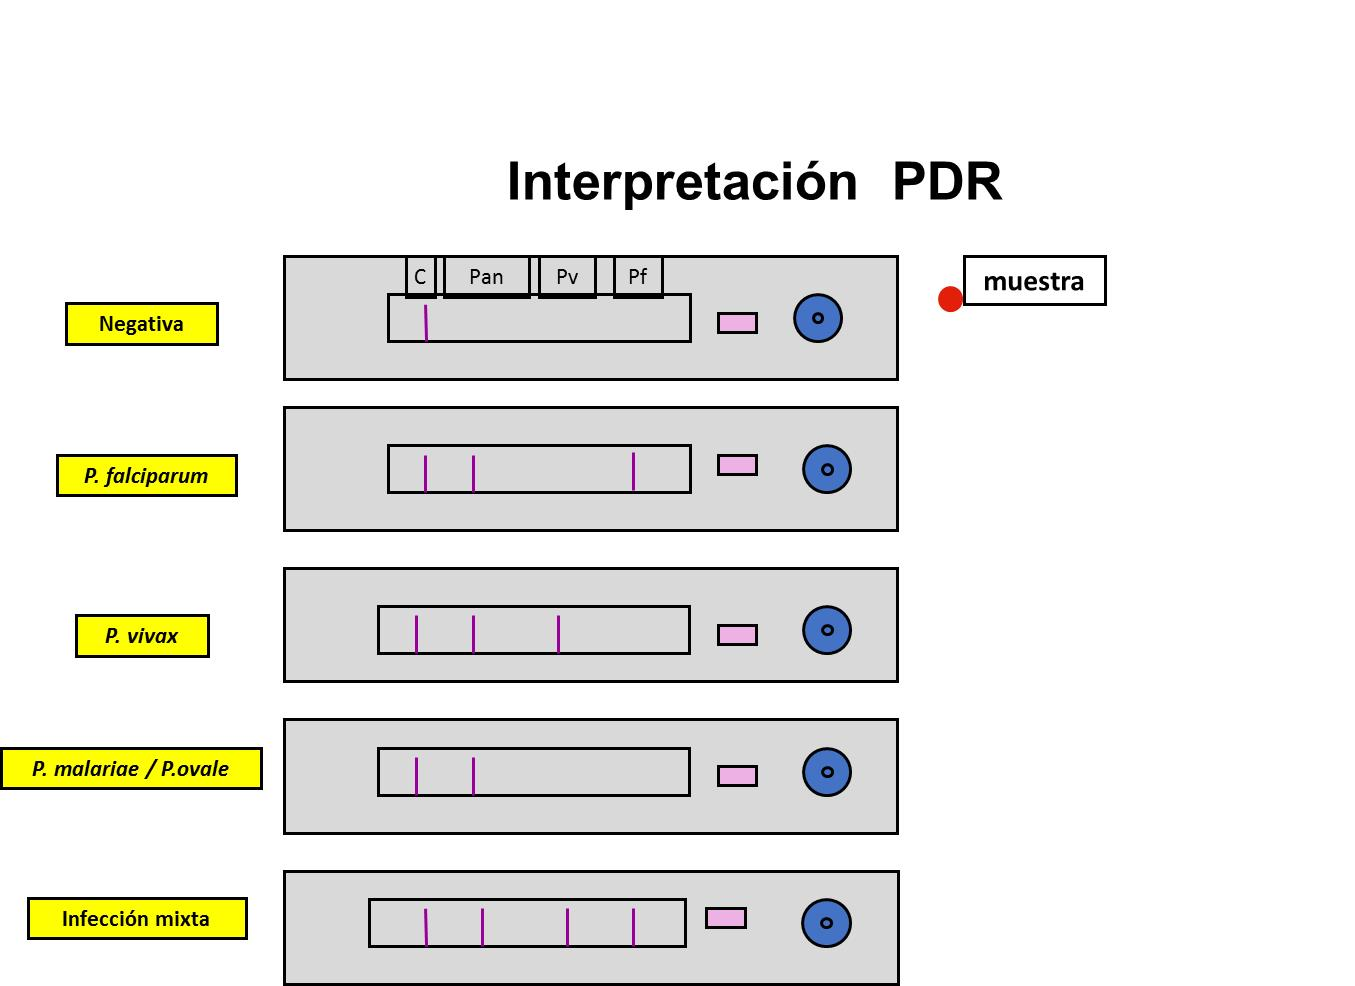 Interpretación PDR
C Pan Pv Pf
muestra
Negativa
P. falciparum
P. vivax
P. malariae / P.ovale
Infección mixta